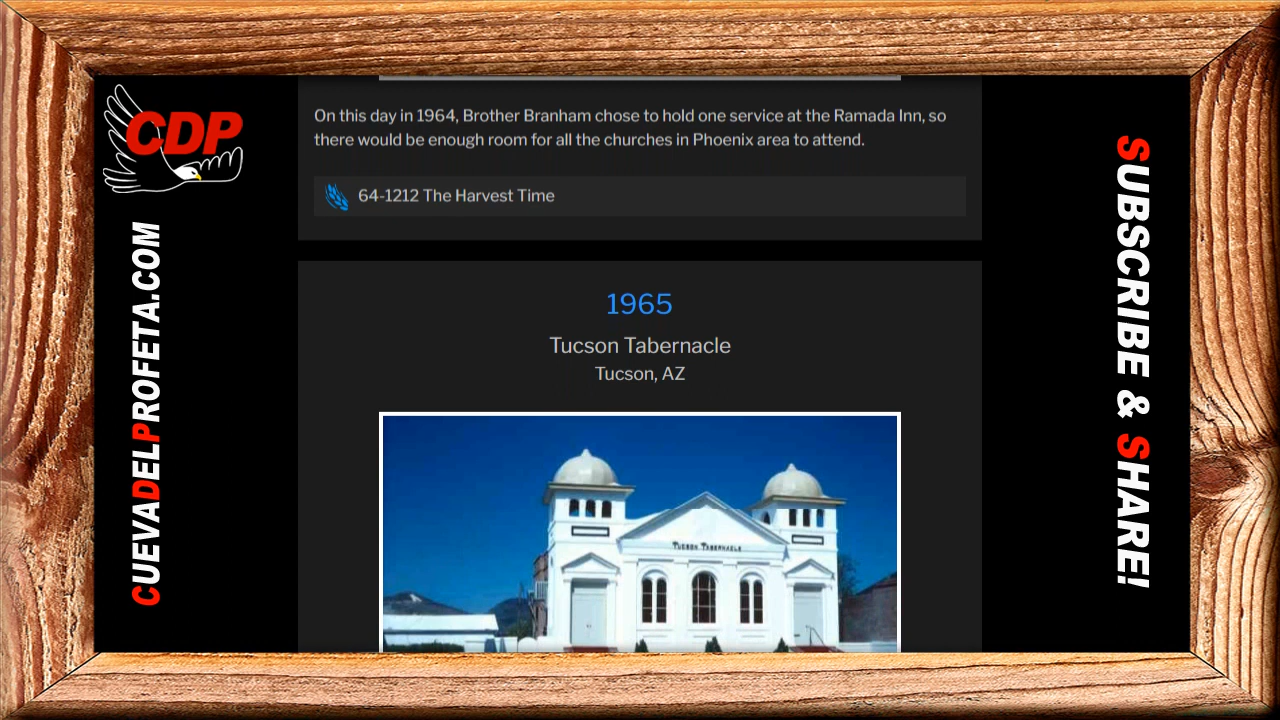 CDP
CUEVADELPROFETA.COM
On this day in 1964, Brother Branham chose to hold one service at the Ramada Inn, so
there would be enough room for all the churches in Phoenix area to attend.
64-1212 The Harvest Time
1965
Tucson Tabernacle
Tucson, AZ
TUCSON TABERNACLE
SUBSCRIBE & SHARE!